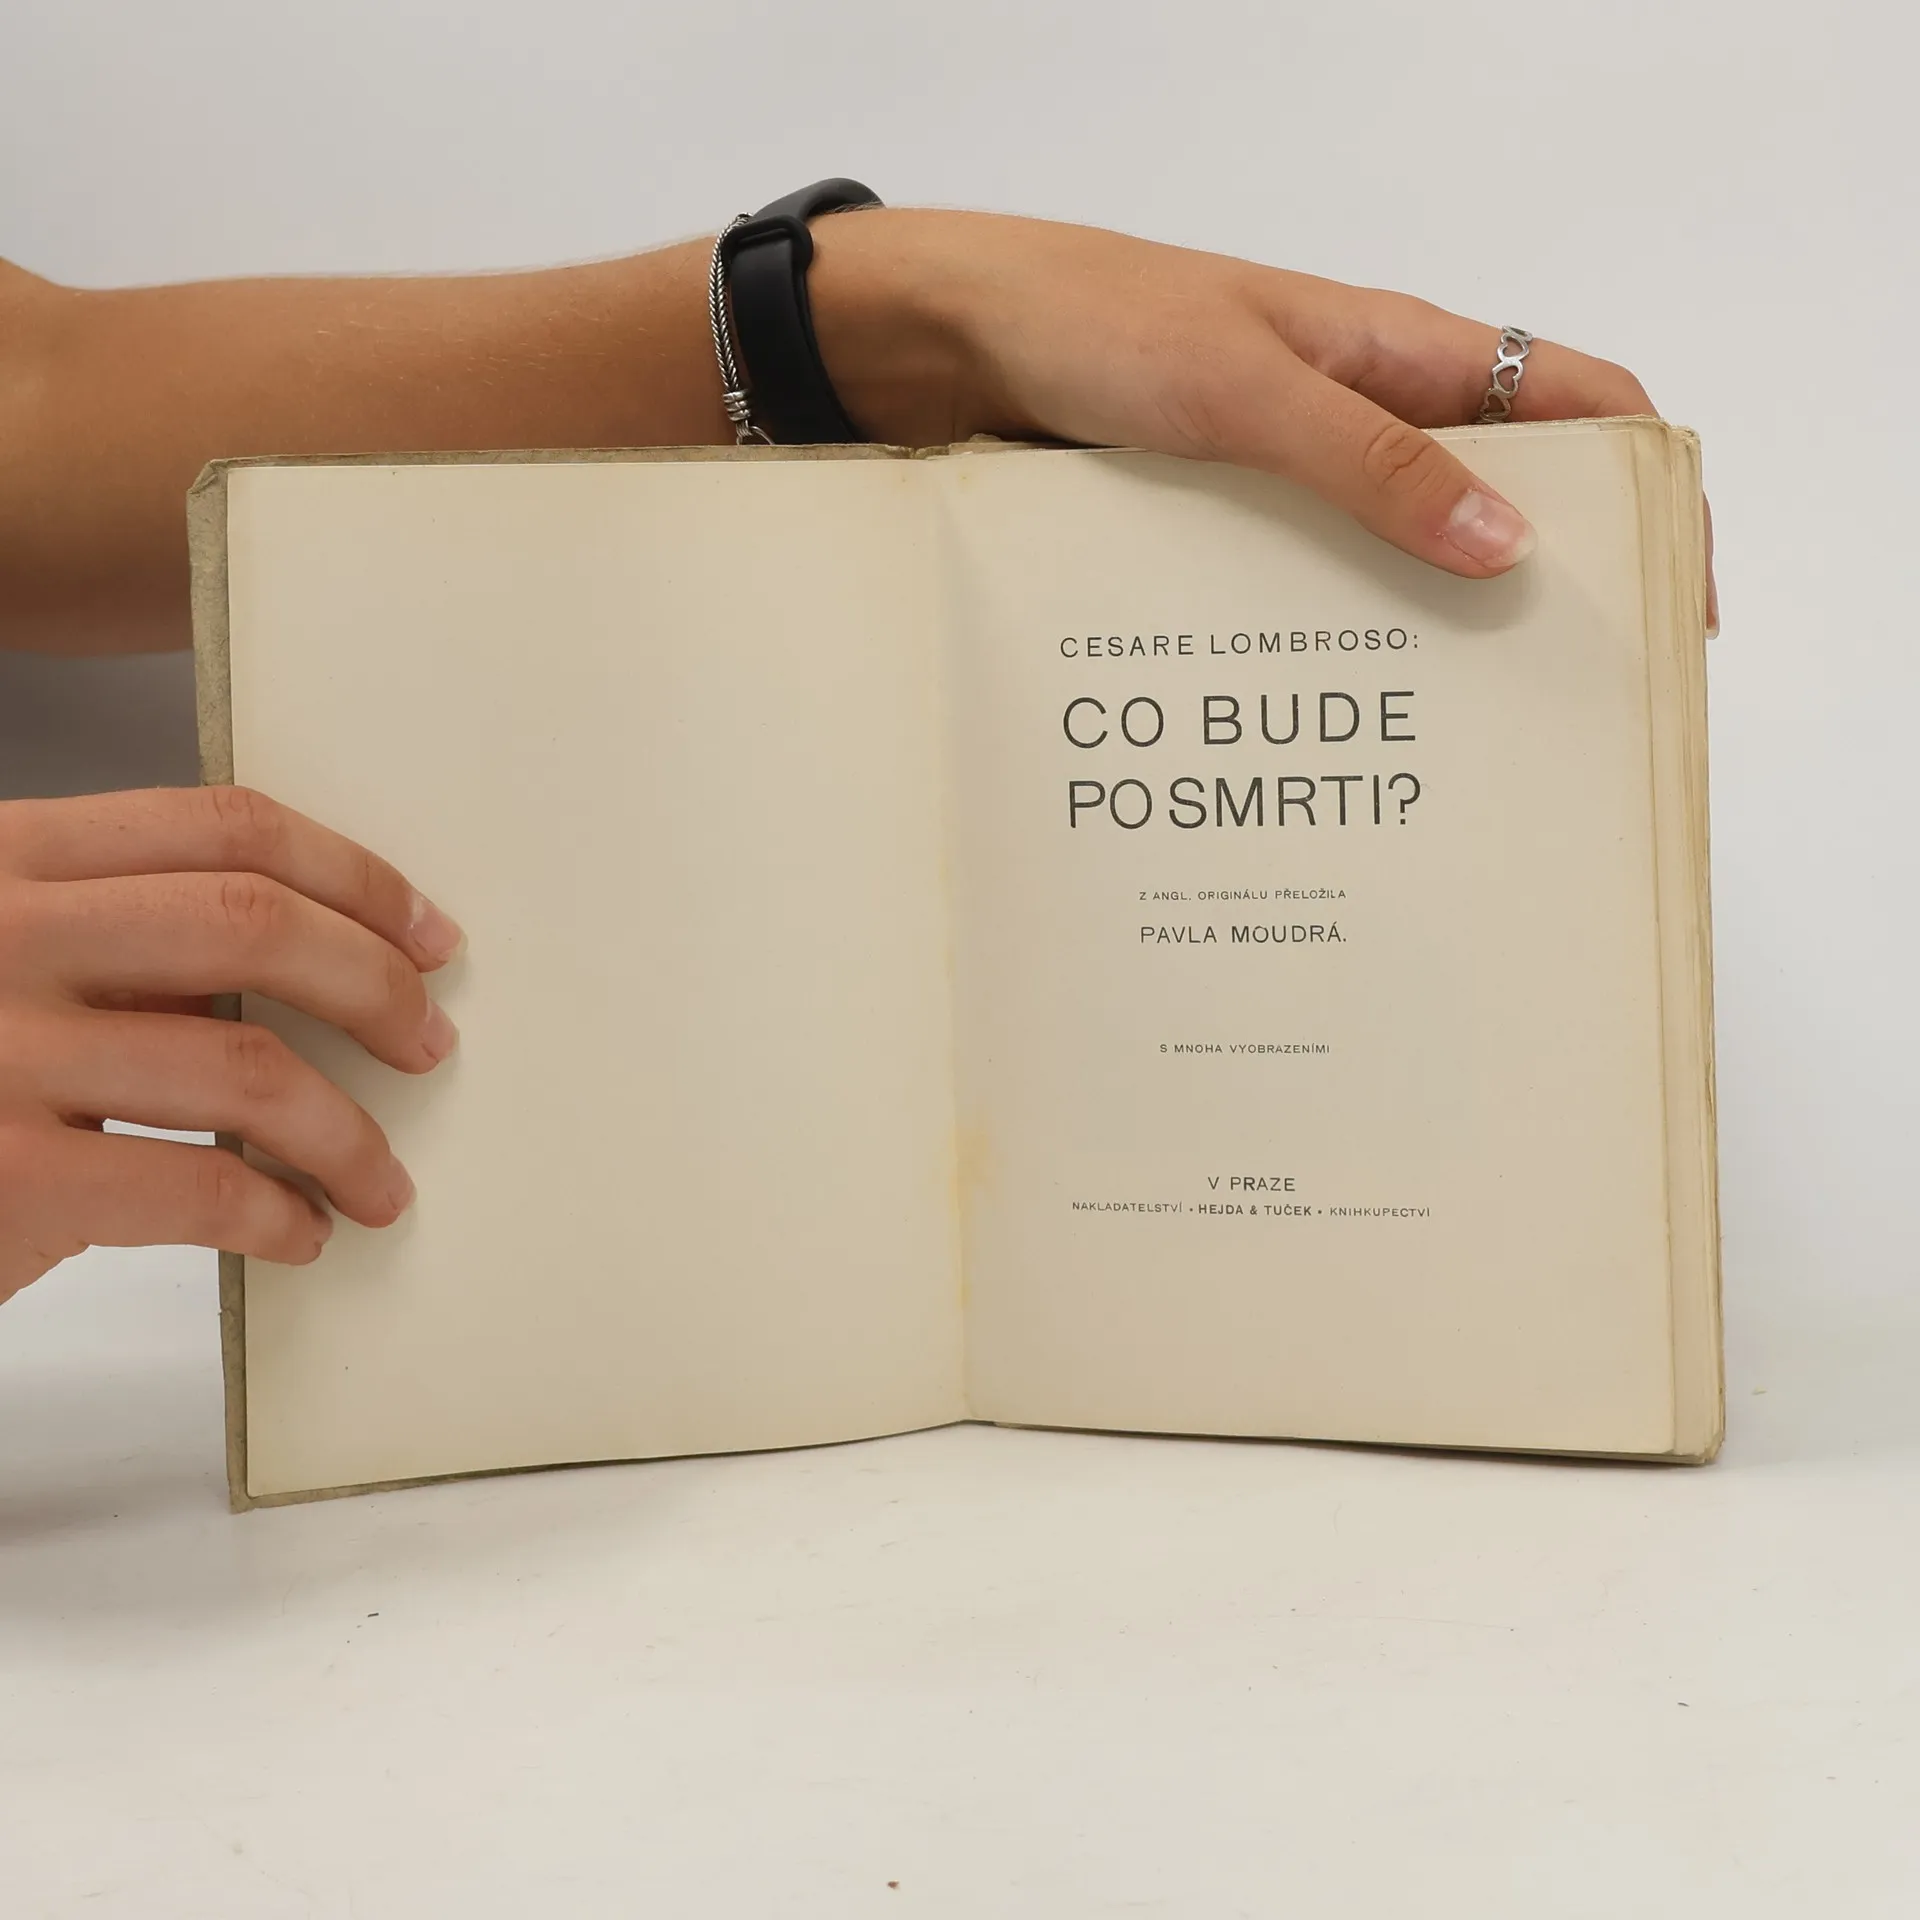 CESARE LOMBROSO:
CO BUDE
PO SMRTI?
Z ANGL. ORIGINÁLU PŘELOŽILA
PAVLA MOUDRÁ.
S MNOHA VYOBRAZENÍMI
V PRAZE
NAKLADATELSTVÍ • HEJDA & TUČEK • KNIHKUPECTVÍ